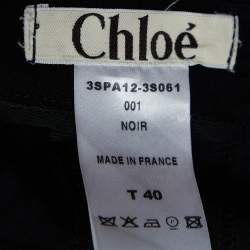 Chloé
3SPA12-3S061
001
NOIR
MADE IN FRANCE
T 40